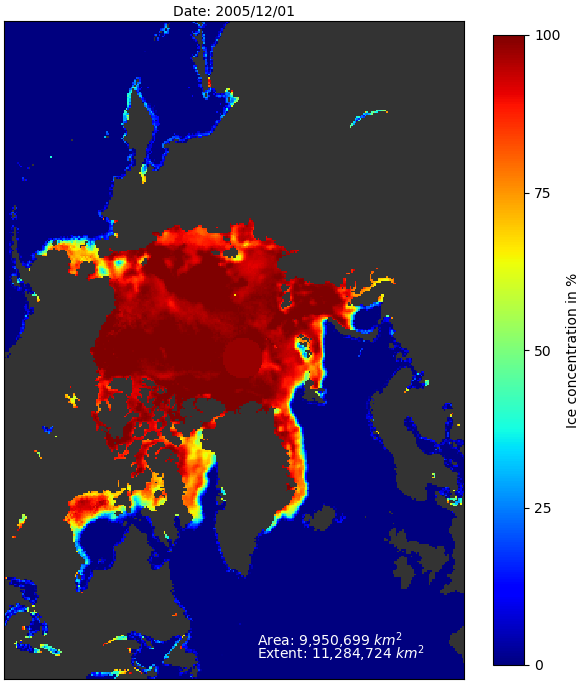 Date: 2005/12/01
100
75
50
25
0
Ice concentration in %
Area: 9,950,699 km²
Extent: 11,284,724 km²